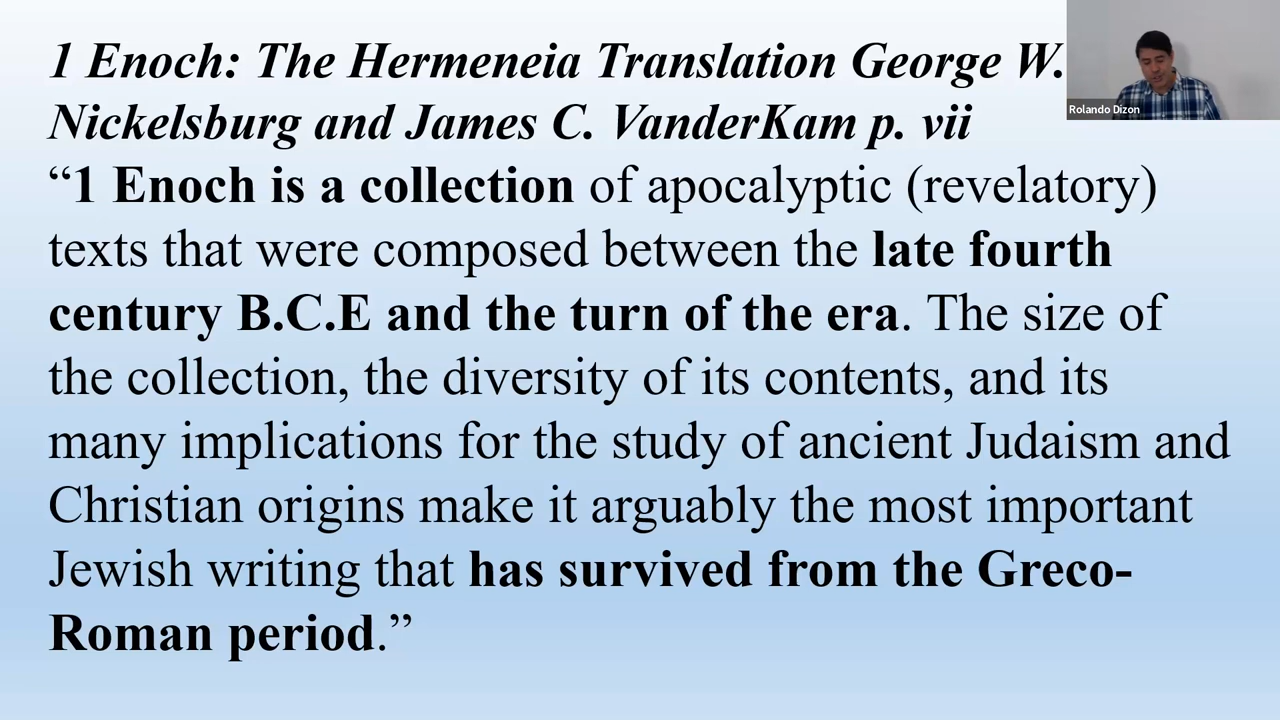 1 Enoch: The Hermeneia Translation George W.
Rolando Dizon
Nickelsburg and James C. VanderKam p. vii
“1 Enoch is a collection of apocalyptic (revelatory)
texts that were composed between the late fourth
century B.C.E and the turn of the era. The size of
the collection, the diversity of its contents, and its
many implications for the study of ancient Judaism and
Christian origins make it arguably the most important
Jewish writing that has survived from the Greco-
Roman period.”